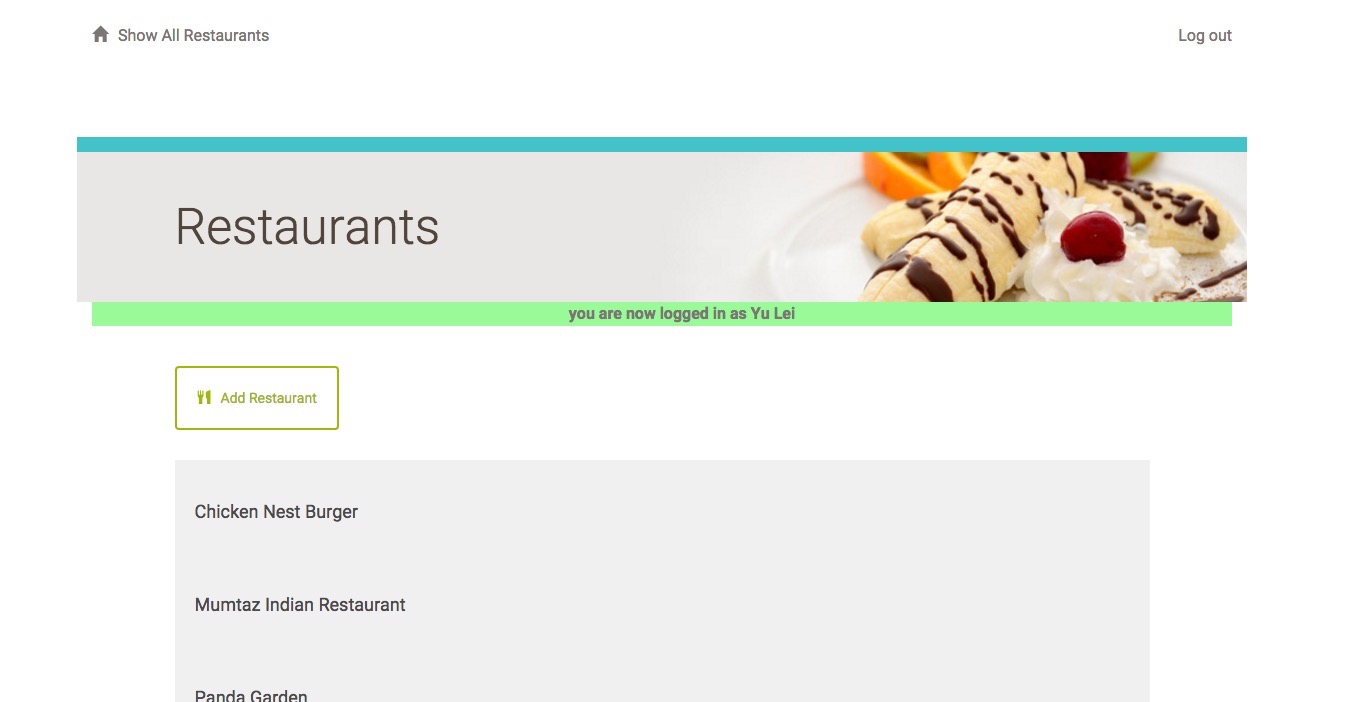 Show All Restaurants
Log out
Restaurants
you are now logged in as Yu Lei
Add Restaurant
Chicken Nest Burger
Mumtaz Indian Restaurant
Panda Garden